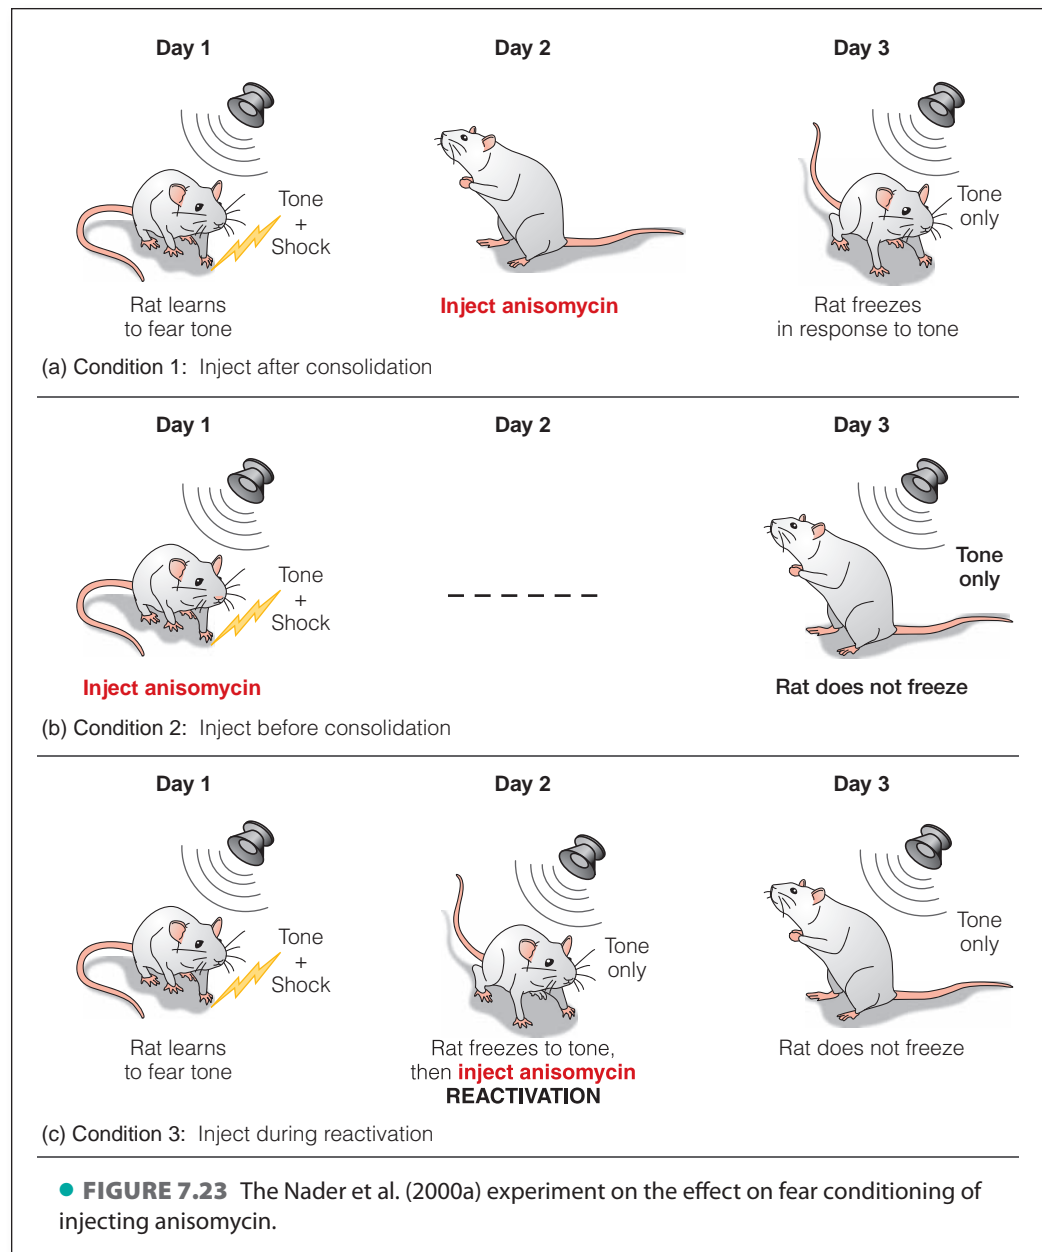 Day 1
Day 2
Day 3
Tone
+
Shock
Tone
only
Rat learns
to fear tone
Inject anisomycin
Rat freezes
in response to tone
(a) Condition 1: Inject after consolidation
Day 1
Day 2
Day 3
Tone
+
Shock
– – – – – –
Tone
only
Inject anisomycin
Rat does not freeze
(b) Condition 2: Inject before consolidation
Day 1
Day 2
Day 3
Tone
+
Shock
Tone
only
Tone
only
Rat learns
to fear tone
Rat freezes to tone,
then inject anisomycin
REACTIVATION
Rat does not freeze
(c) Condition 3: Inject during reactivation
• FIGURE 7.23 The Nader et al. (2000a) experiment on the effect on fear conditioning of
injecting anisomycin.